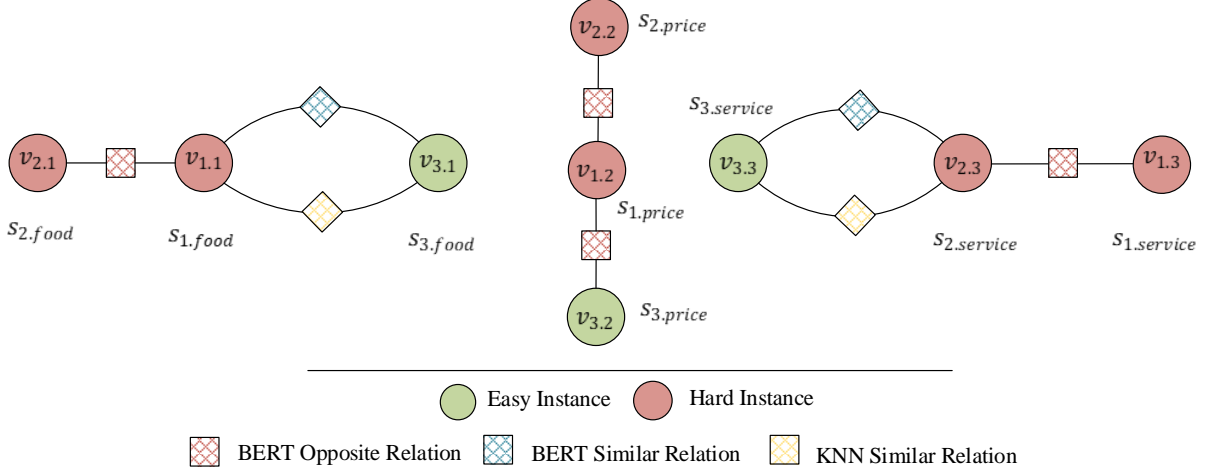 v2.2 s2.price
s3.service
v2.1 v1.1 v3.1 v1.2 v3.3 v2.3 v1.3
s1.price
s2.food s1.food s3.food s2.service s1.service
v3.2 s3.price
Easy Instance Hard Instance
BERT Opposite Relation BERT Similar Relation KNN Similar Relation